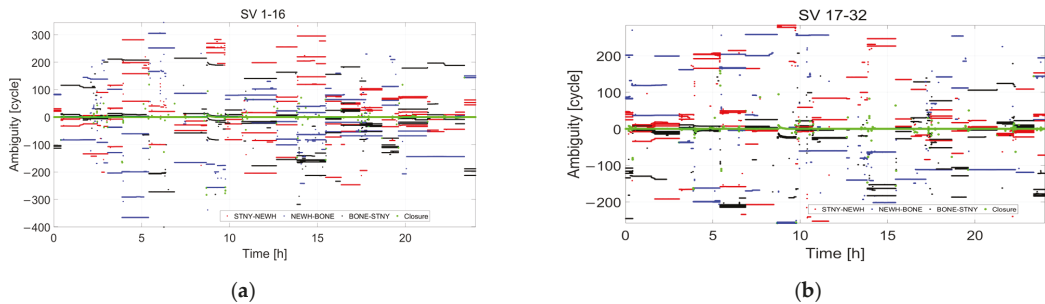 SV 1-16
300
200
100
0
−100
−200
−300
−400
Ambiguity [cycle]
STNY-NEWH NEWH-BONE BONE-STNY Closure
0 5 10 15 20
Time [h]
(a)
SV 17-32
200
100
0
−100
−200
Ambiguity [cycle]
STNY-NEWH NEWH-BONE BONE-STNY Closure
0 5 10 15 20
Time [h]
(b)